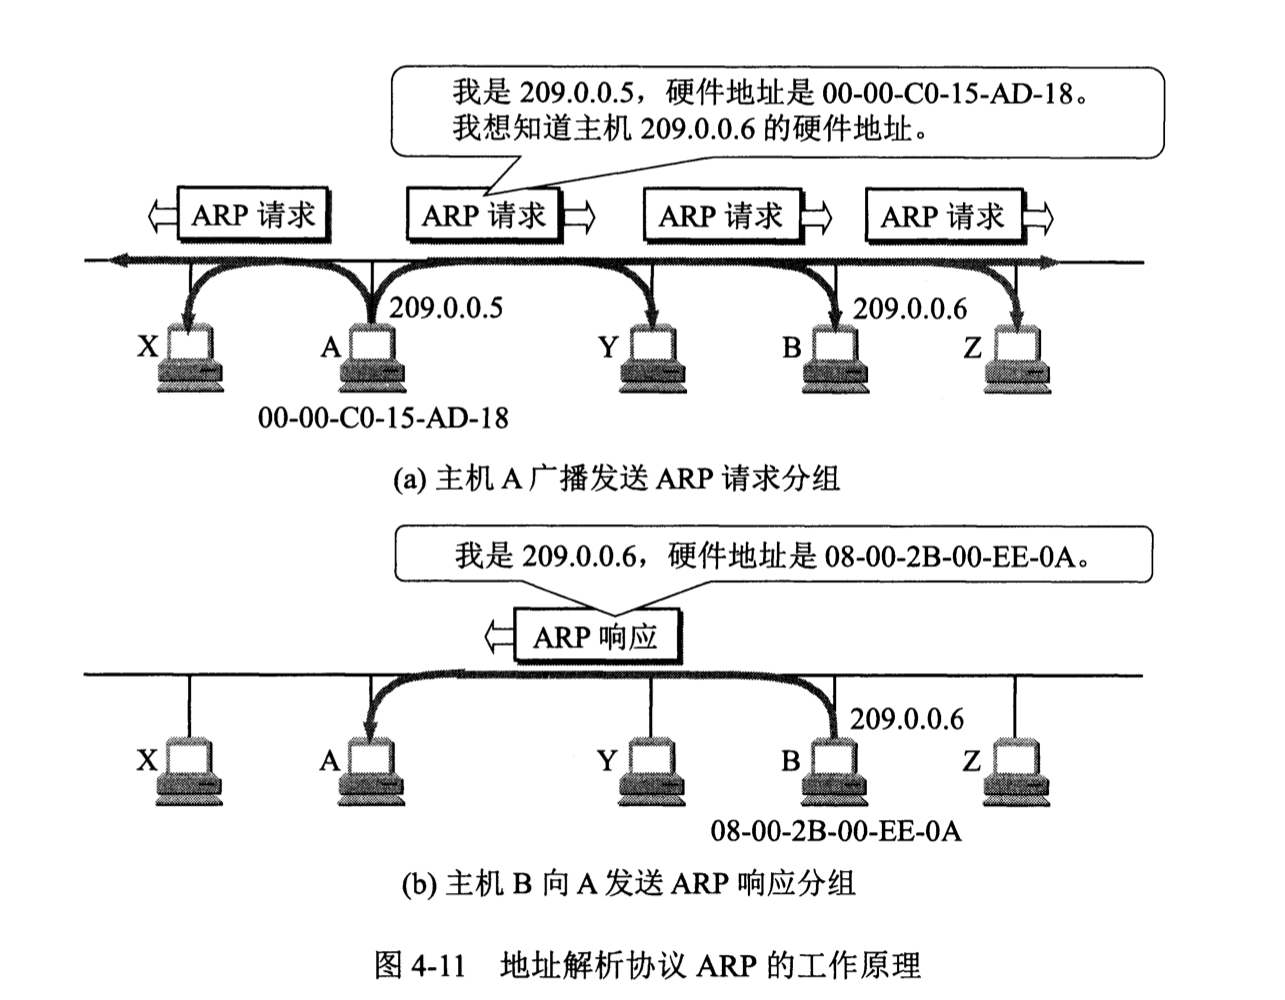 我是 209.0.0.5，硬件地址是 00-00-C0-15-AD-18。
我想知道主机 209.0.0.6 的硬件地址。
ARP 请求
ARP 请求
ARP 请求
ARP 请求
209.0.0.5
209.0.0.6
X
A
Y
B
Z
00-00-C0-15-AD-18
(a) 主机 A 广播发送 ARP 请求分组
我是 209.0.0.6，硬件地址是 08-00-2B-00-EE-0A。
ARP 响应
209.0.0.6
X
A
Y
B
Z
08-00-2B-00-EE-0A
(b) 主机 B 向 A 发送 ARP 响应分组
图 4-11 地址解析协议 ARP 的工作原理